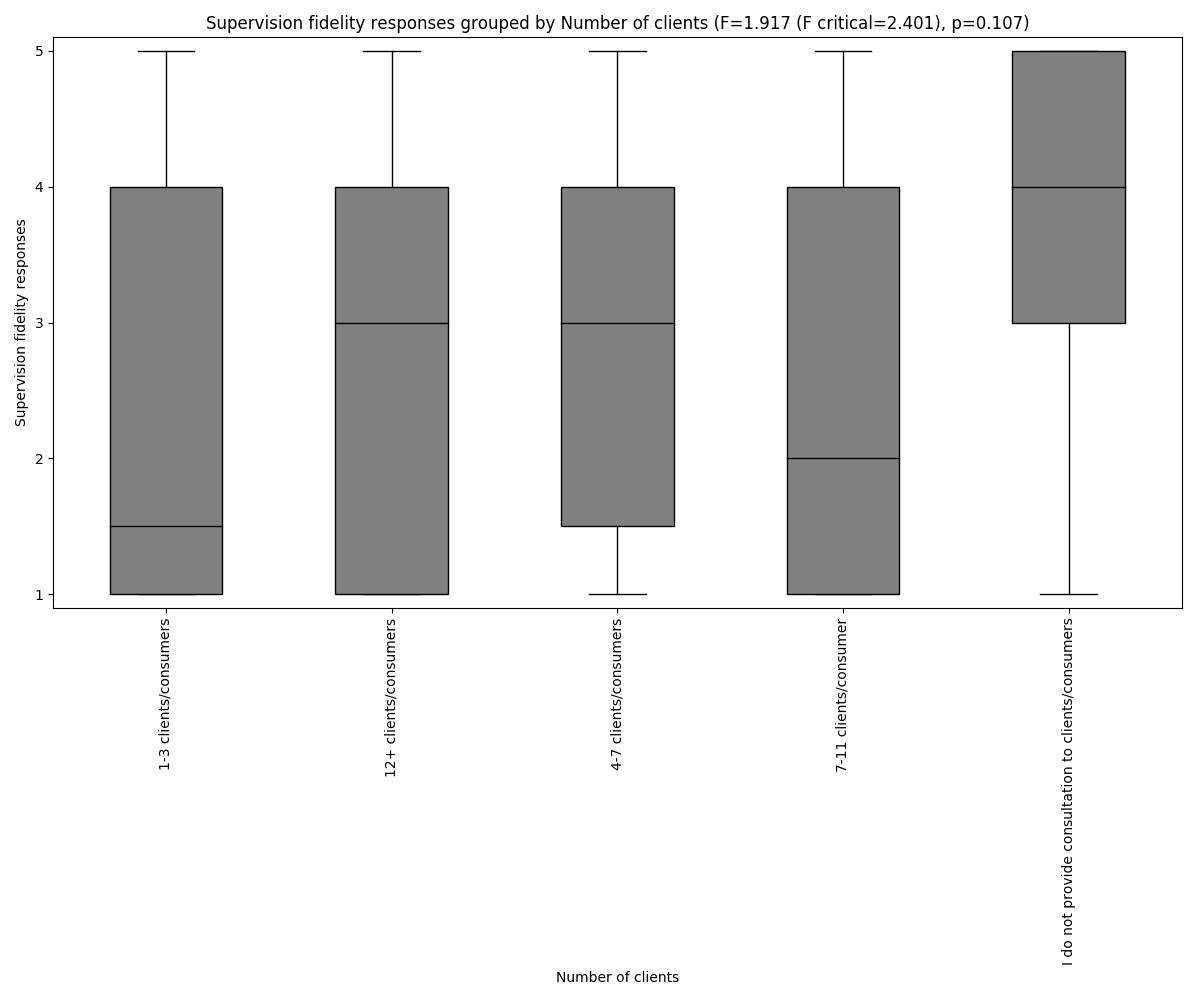 Supervision fidelity responses grouped by Number of clients (F=1.917 (F critical=2.401), p=0.107)
Supervision fidelity responses
5
4
3
2
1
1-3 clients/consumers
12+ clients/consumers
4-7 clients/consumers
7-11 clients/consumer
I do not provide consultation to clients/consumers
Number of clients